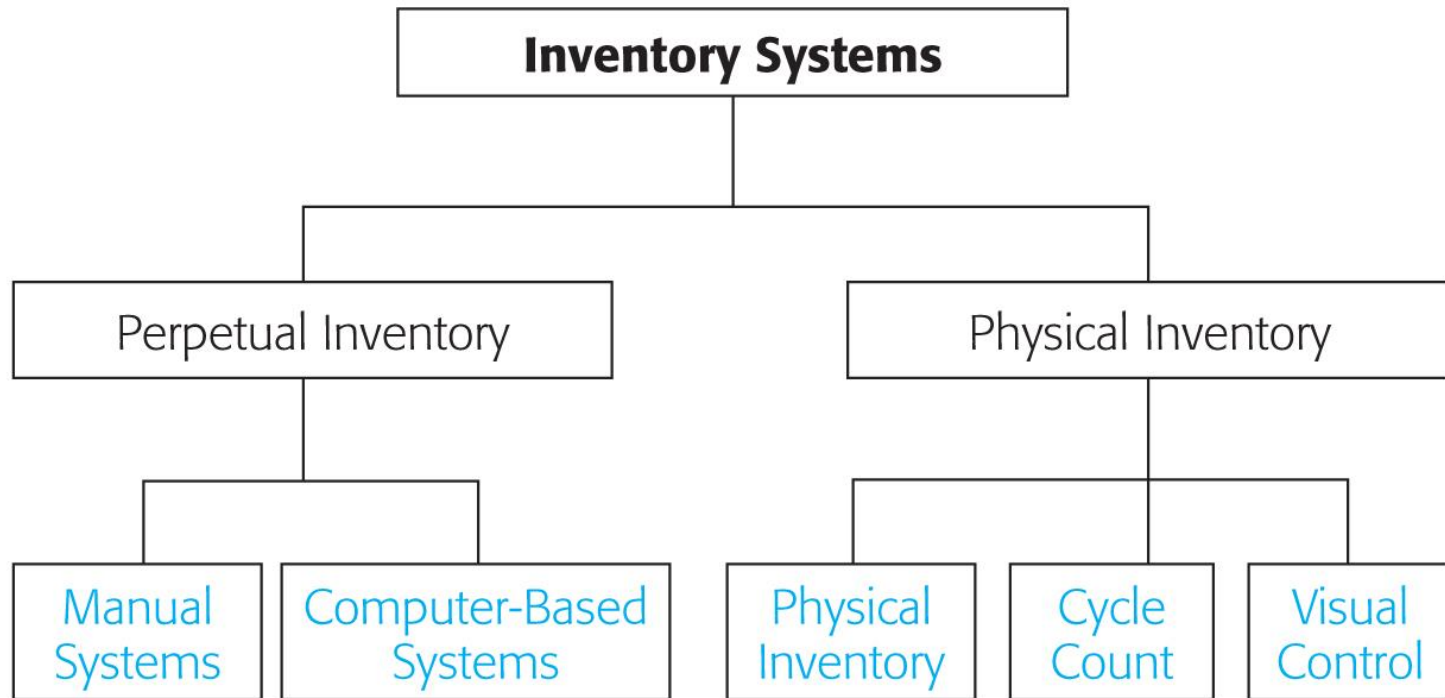 Inventory Systems
Perpetual Inventory
Physical Inventory
Manual
Systems
Computer-Based
Systems
Physical
Inventory
Cycle
Count
Visual
Control